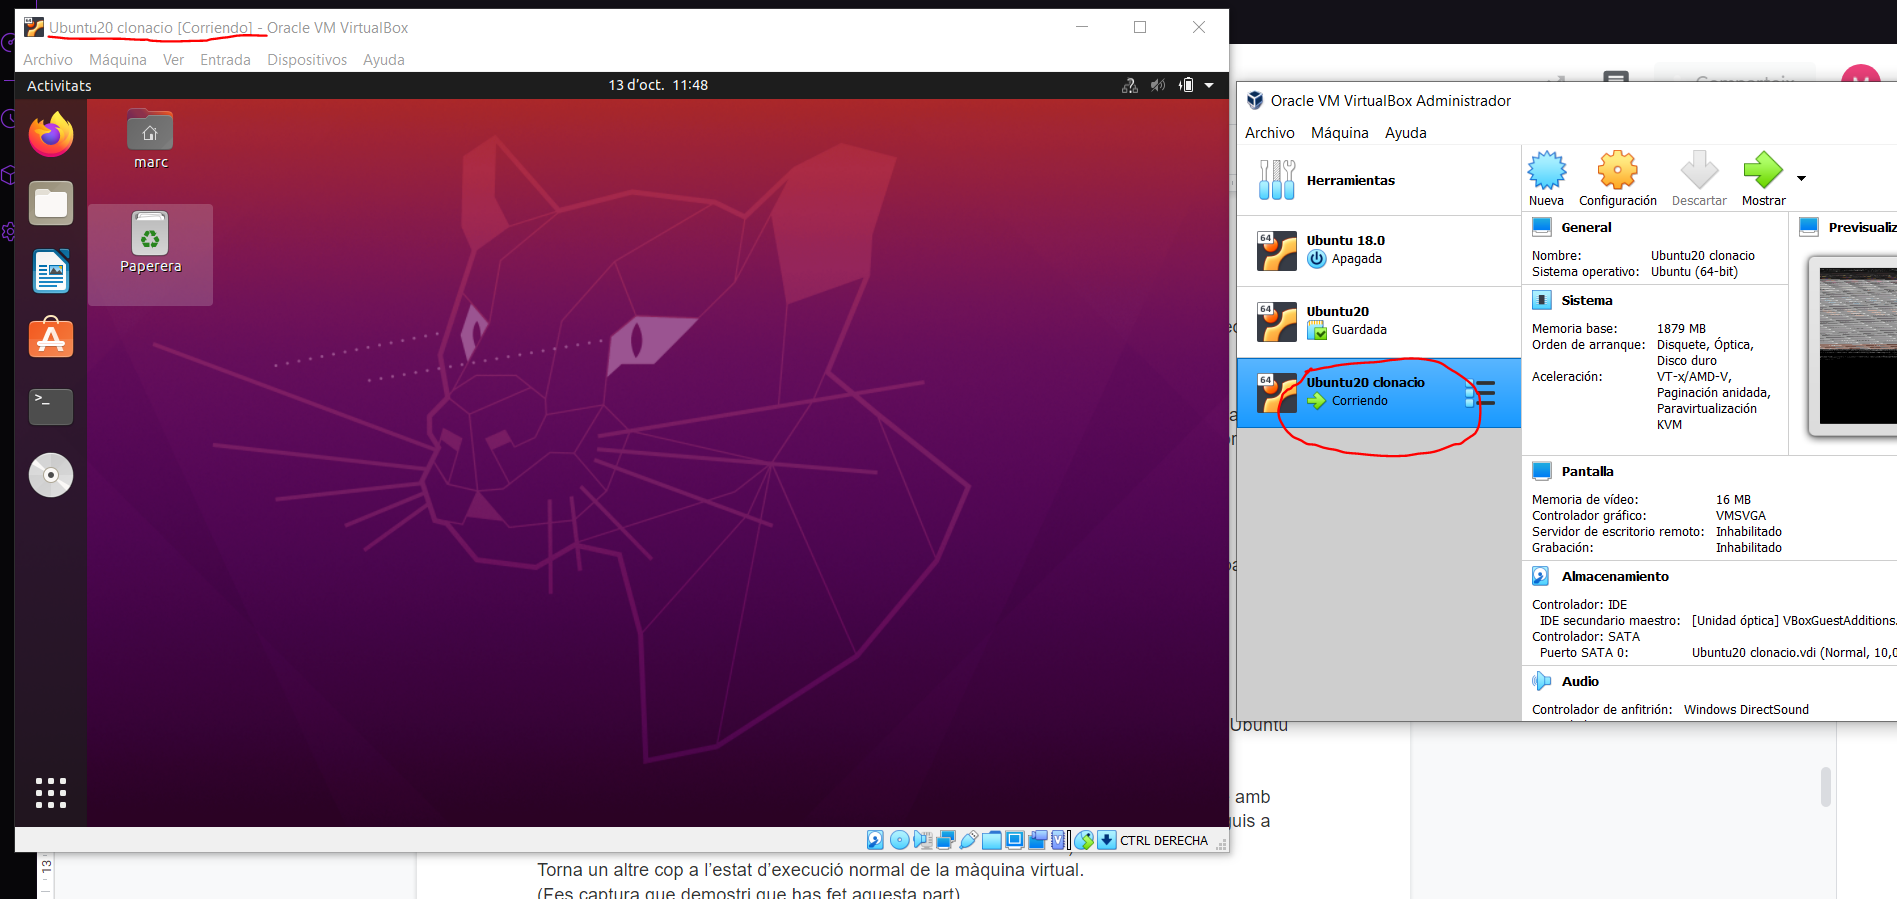 Ubuntu20 clonacio [Corriendo] - Oracle VM VirtualBox
Archivo Máquina Ver Entrada Dispositivos Ayuda
Activitats
13 d'oct. 11:48
marc
Paperera
>_
CTRL DERECHA
Oracle VM VirtualBox Administrador
Archivo Máquina Ayuda
Herramientas
Nueva Configuración Descartar Mostrar
64
Ubuntu 18.0
Apagada
64
Ubuntu20
Guardada
64
Ubuntu20 clonacio
Corriendo
General
Nombre: Ubuntu20 clonacio
Sistema operativo: Ubuntu (64-bit)
Sistema
Memoria base: 1879 MB
Orden de arranque: Disquete, Óptica,
Disco duro
Aceleración: VT-x/AMD-V,
Paginación anidada,
Paravirtualización
KVM
Previsualiz
Pantalla
Memoria de vídeo: 16 MB
Controlador gráfico: VMSVGA
Servidor de escritorio remoto: Inhabilitado
Grabación: Inhabilitado
Almacenamiento
Controlador: IDE
IDE secundario maestro: [Unidad óptica] VBoxGuestAdditions.
Controlador: SATA
Puerto SATA 0: Ubuntu20 clonacio.vdi (Normal, 10,0
Audio
Controlador de anfitrión: Windows DirectSound
Ubuntu
amb
uis a
13
Torna un altre cop a l'estat d'execució normal de la màquina virtual.
(Fes captura que demostri que has fet aquesta part)